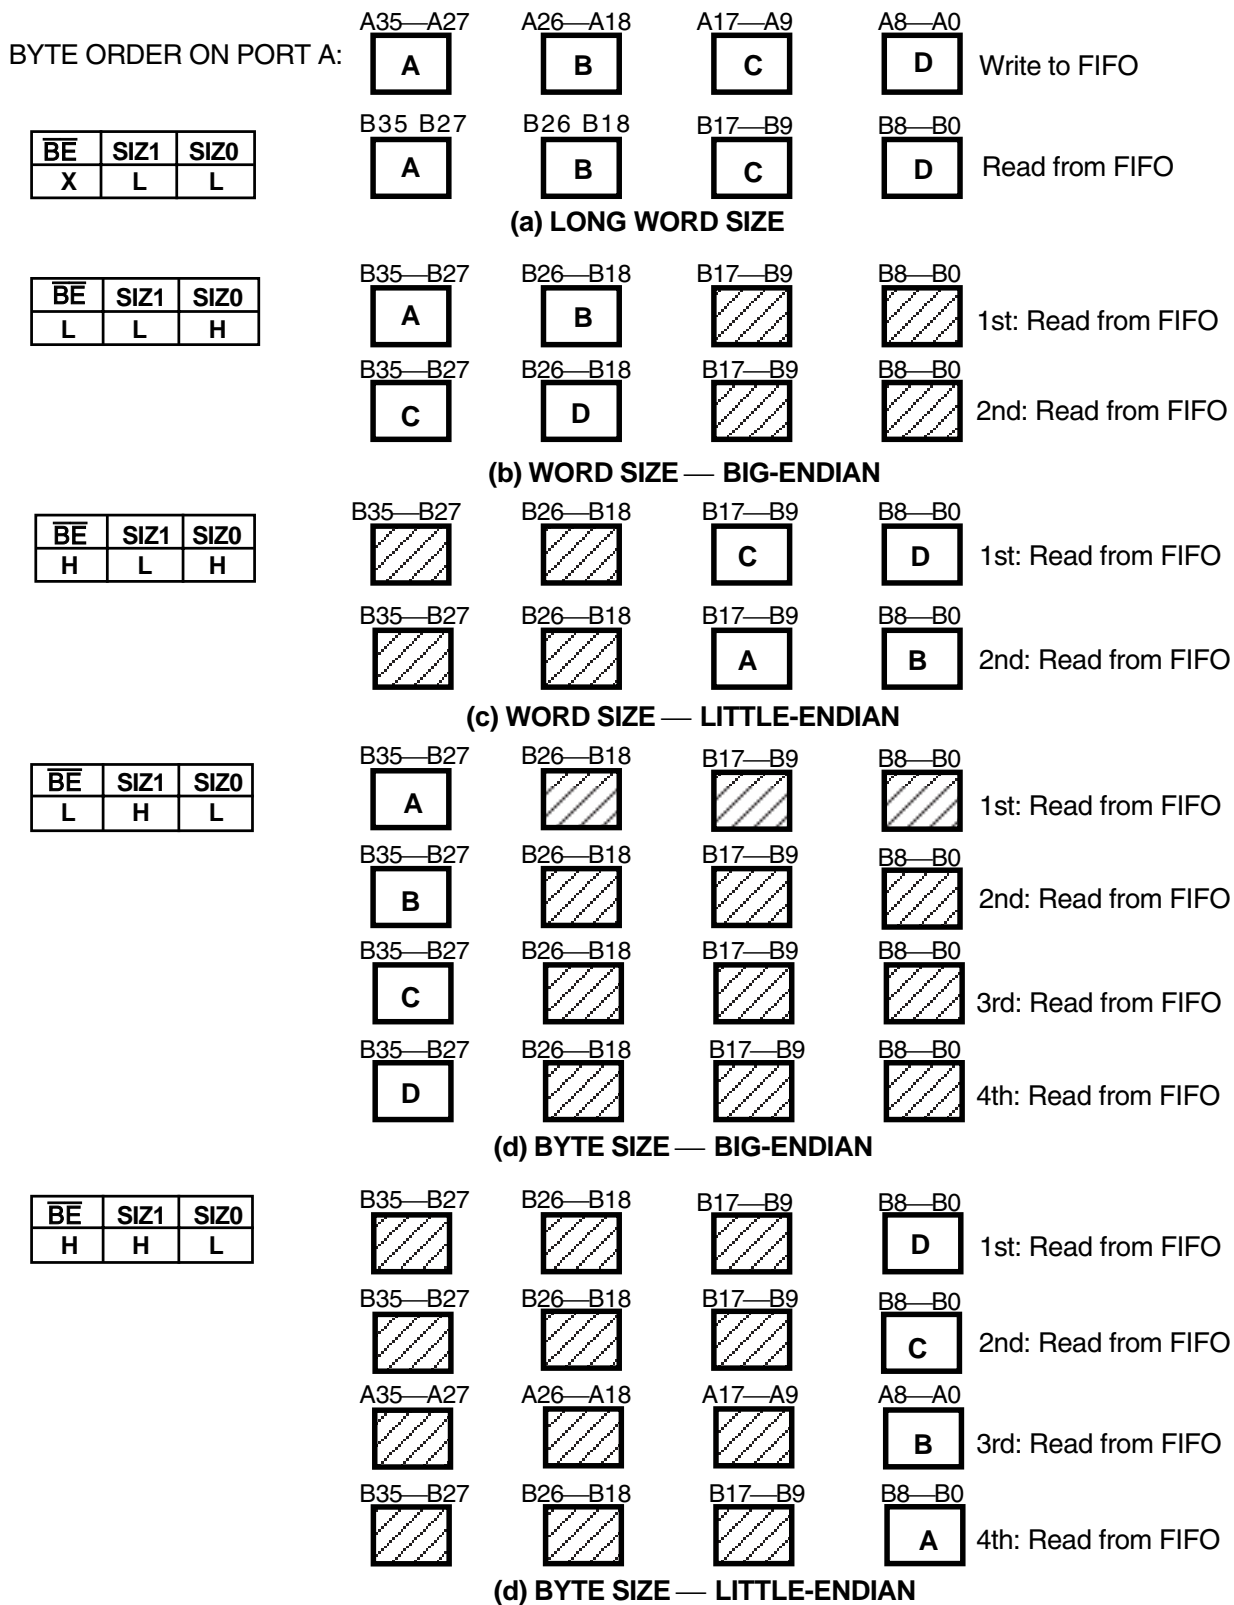 A35—A27 A26—A18 A17—A9 A8—A0
BYTE ORDER ON PORT A: A B C D Write to FIFO
B35 B27 B26 B18 B17—B9 B8—B0
BE SIZ1 SIZ0
X L L
A B C D Read from FIFO
(a) LONG WORD SIZE
B35—B27 B26—B18 B17—B9 B8—B0
BE SIZ1 SIZ0
L L H
A B 1st: Read from FIFO
B35—B27 B26—B18 B17—B9 B8—B0
C D 2nd: Read from FIFO
(b) WORD SIZE — BIG-ENDIAN
B35—B27 B26—B18 B17—B9 B8—B0
BE SIZ1 SIZ0
H L H
C D 1st: Read from FIFO
B35—B27 B26—B18 B17—B9 B8—B0
A B 2nd: Read from FIFO
(c) WORD SIZE — LITTLE-ENDIAN
B35—B27 B26—B18 B17—B9 B8—B0
BE SIZ1 SIZ0
L H L
A 1st: Read from FIFO
B35—B27 B26—B18 B17—B9 B8—B0
B 2nd: Read from FIFO
B35—B27 B26—B18 B17—B9 B8—B0
C 3rd: Read from FIFO
B35—B27 B26—B18 B17—B9 B8—B0
D 4th: Read from FIFO
(d) BYTE SIZE — BIG-ENDIAN
B35—B27 B26—B18 B17—B9 B8—B0
BE SIZ1 SIZ0
H H L
D 1st: Read from FIFO
B35—B27 B26—B18 B17—B9 B8—B0
C 2nd: Read from FIFO
A35—A27 A26—A18 A17—A9 A8—A0
B 3rd: Read from FIFO
B35—B27 B26—B18 B17—B9 B8—B0
A 4th: Read from FIFO
(d) BYTE SIZE — LITTLE-ENDIAN